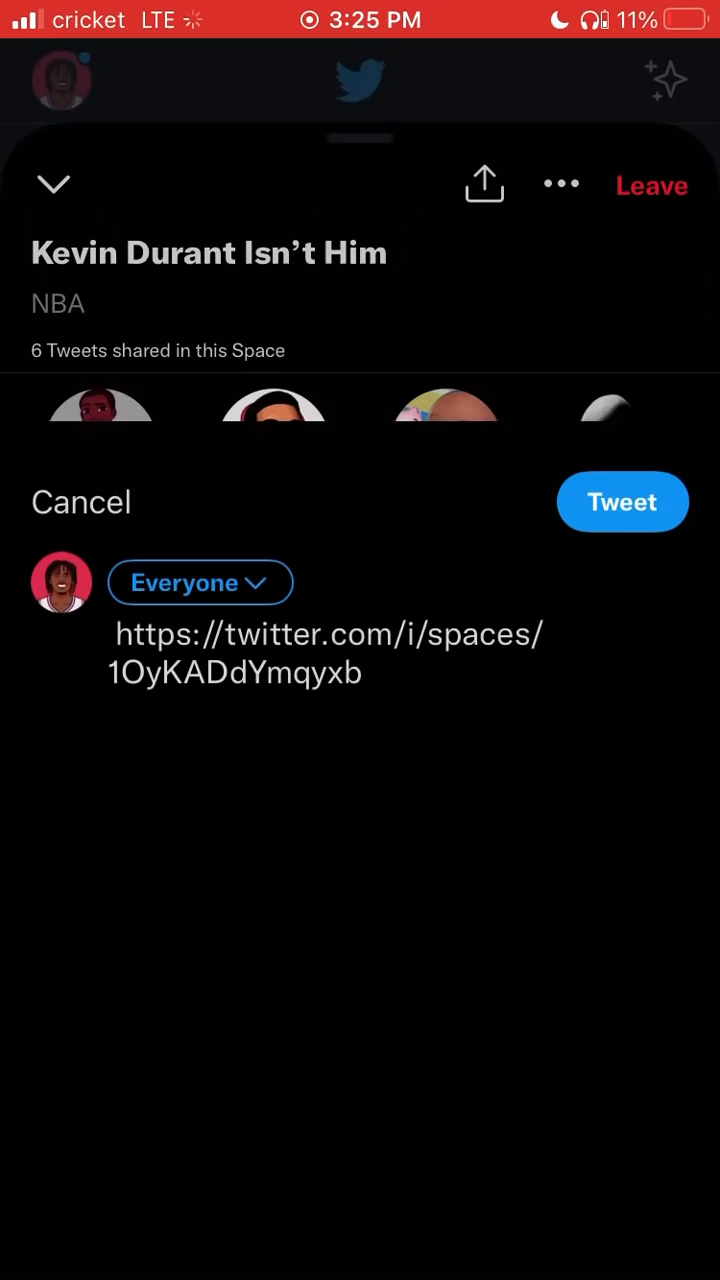 cricket LTE 3:25 PM 11%
Leave
Kevin Durant Isn’t Him
NBA
6 Tweets shared in this Space
Cancel Tweet
Everyone
https://twitter.com/i/spaces/
1OyKADdYmqyxb